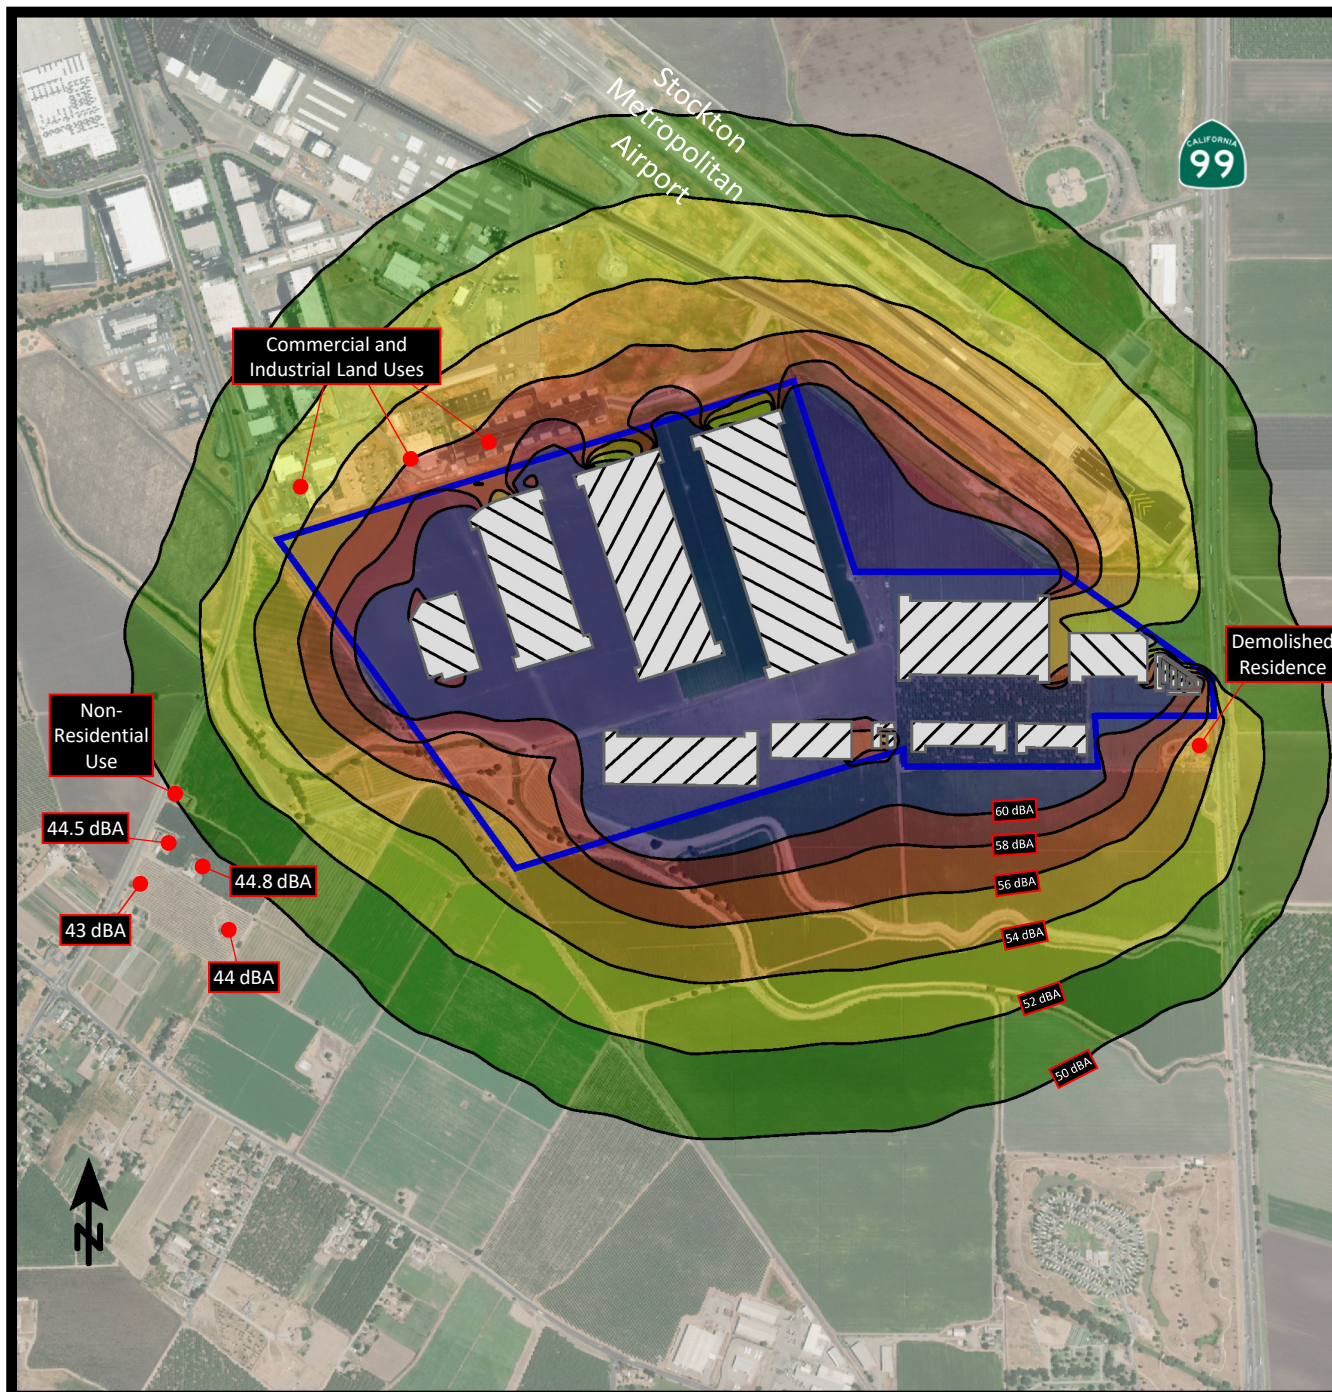 Stockton
Metropolitan
Airport
CALIFORNIA
99
Commercial and
Industrial Land Uses
Demolished
Residence
Non-
Residential
Use
44.5 dBA
44.8 dBA
43 dBA
44 dBA
60 dBA
58 dBA
56 dBA
54 dBA
52 dBA
50 dBA
N